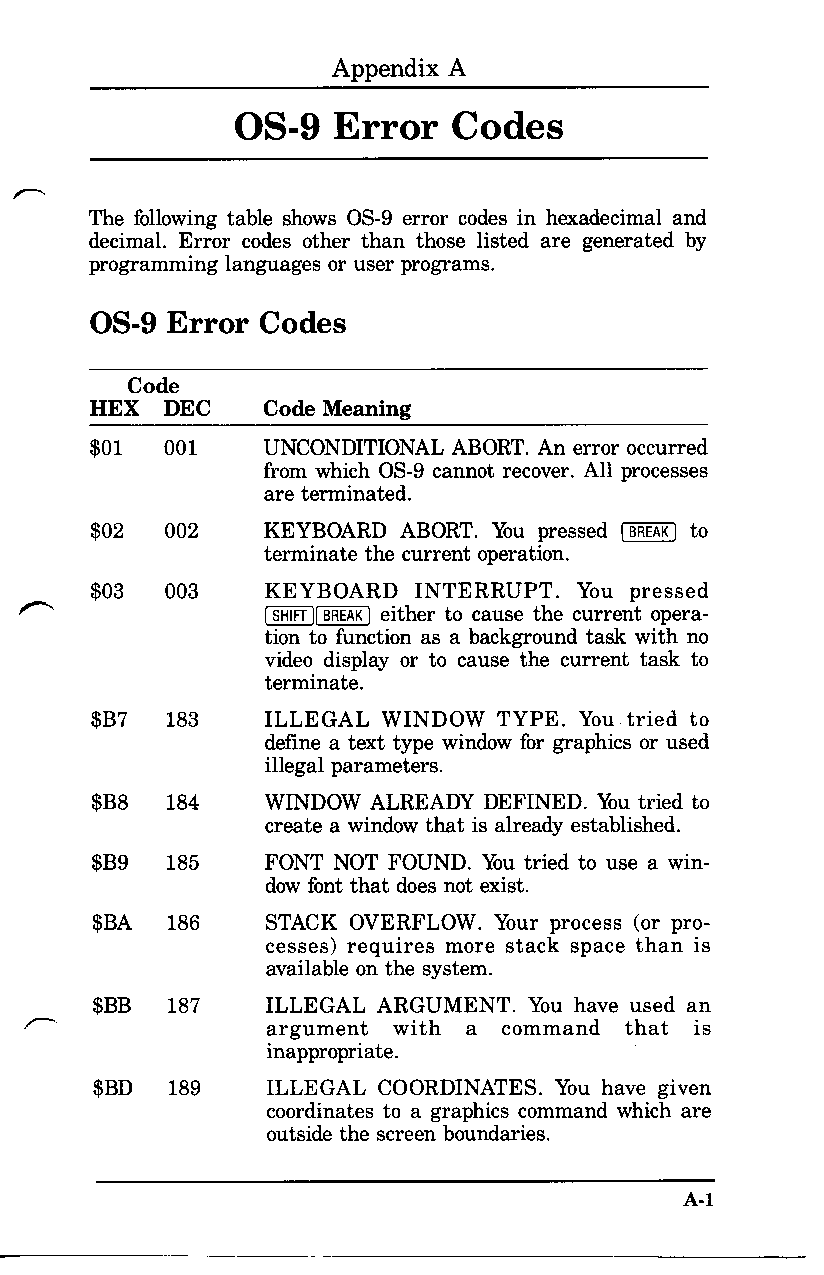 Appendix A
OS-9 Error Codes
The following table shows OS-9 error codes in hexadecimal and
decimal. Error codes other than those listed are generated by
programming languages or user programs.
OS-9 Error Codes
Code
HEX DEC Code Meaning
$01 001 UNCONDITIONAL ABORT. An error occurred
from which OS-9 cannot recover. All processes
are terminated.
$02 002 KEYBOARD ABORT. You pressed BREAK to
terminate the current operation.
$03 003 KEYBOARD INTERRUPT. You pressed
SHIFT BREAK either to cause the current opera-
tion to function as a background task with no
video display or to cause the current task to
terminate.
$B7 183 ILLEGAL WINDOW TYPE. You tried to
define a text type window for graphics or used
illegal parameters.
$B8 184 WINDOW ALREADY DEFINED. You tried to
create a window that is already established.
$B9 185 FONT NOT FOUND. You tried to use a win-
dow font that does not exist.
$BA 186 STACK OVERFLOW. Your process (or pro-
cesses) requires more stack space than is
available on the system.
$BB 187 ILLEGAL ARGUMENT. You have used an
argument with a command that is
inappropriate.
$BD 189 ILLEGAL COORDINATES. You have given
coordinates to a graphics command which are
outside the screen boundaries.
A-1